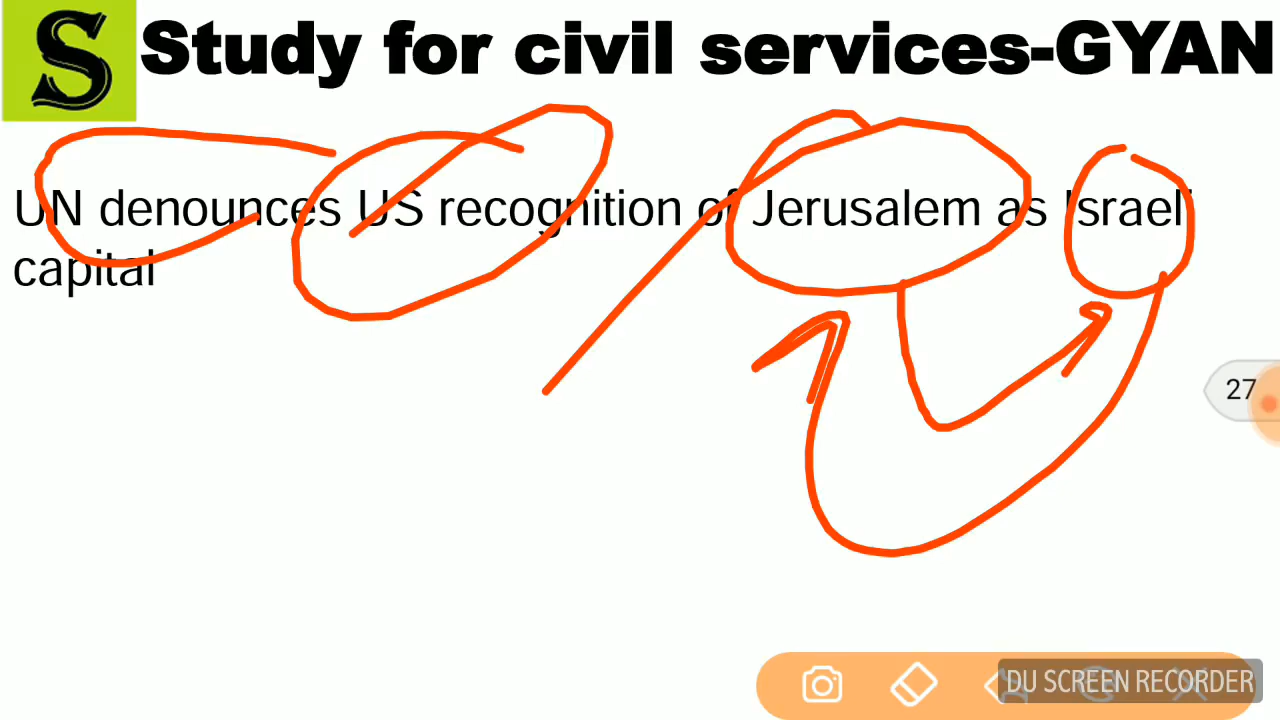 S Study for civil services-GYAN
UN denounces US recognition of Jerusalem as Israeli
capital
27
DU SCREEN RECORDER